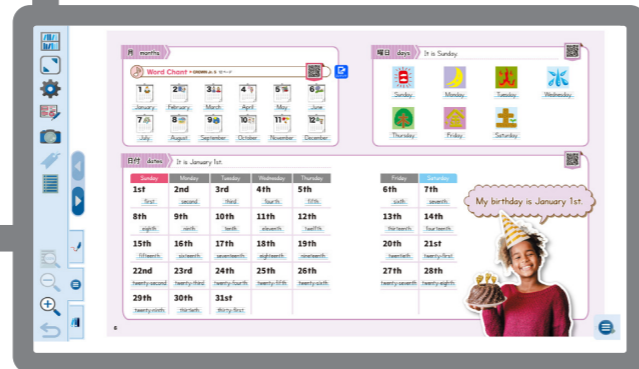 月 months
Word Chant
1 2 3 4 5 6
January February March April May June
7 8 9 10 11 12
July August September October November December
曜日 days It is Sunday.
Sunday Monday Tuesday Wednesday
Thursday Friday Saturday
日付 dates It is January 1st.
Sunday Monday Tuesday Wednesday Thursday Friday Saturday
1st 2nd 3rd 4th 5th 6th 7th
first second third fourth fifth sixth seventh
My birthday is January 1st.
8th 9th 10th 11th 12th 13th 14th
eighth ninth tenth eleventh twelfth thirteenth fourteenth
15th 16th 17th 18th 19th 20th 21st
fifteenth sixteenth seventeenth eighteenth nineteenth twentieth twenty-first
22nd 23rd 24th 25th 26th 27th 28th
twenty-second twenty-third twenty-fourth twenty-fifth twenty-sixth twenty-seventh twenty-eighth
29th 30th 31st
twenty-ninth thirtieth thirty-first
6